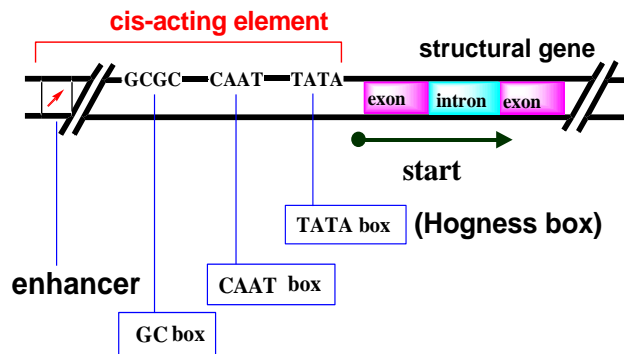 cis-acting element
structural gene
GCGC CAAT TATA
exon intron exon
start
TATA box (Hogness box)
enhancer
CAAT box
GC box